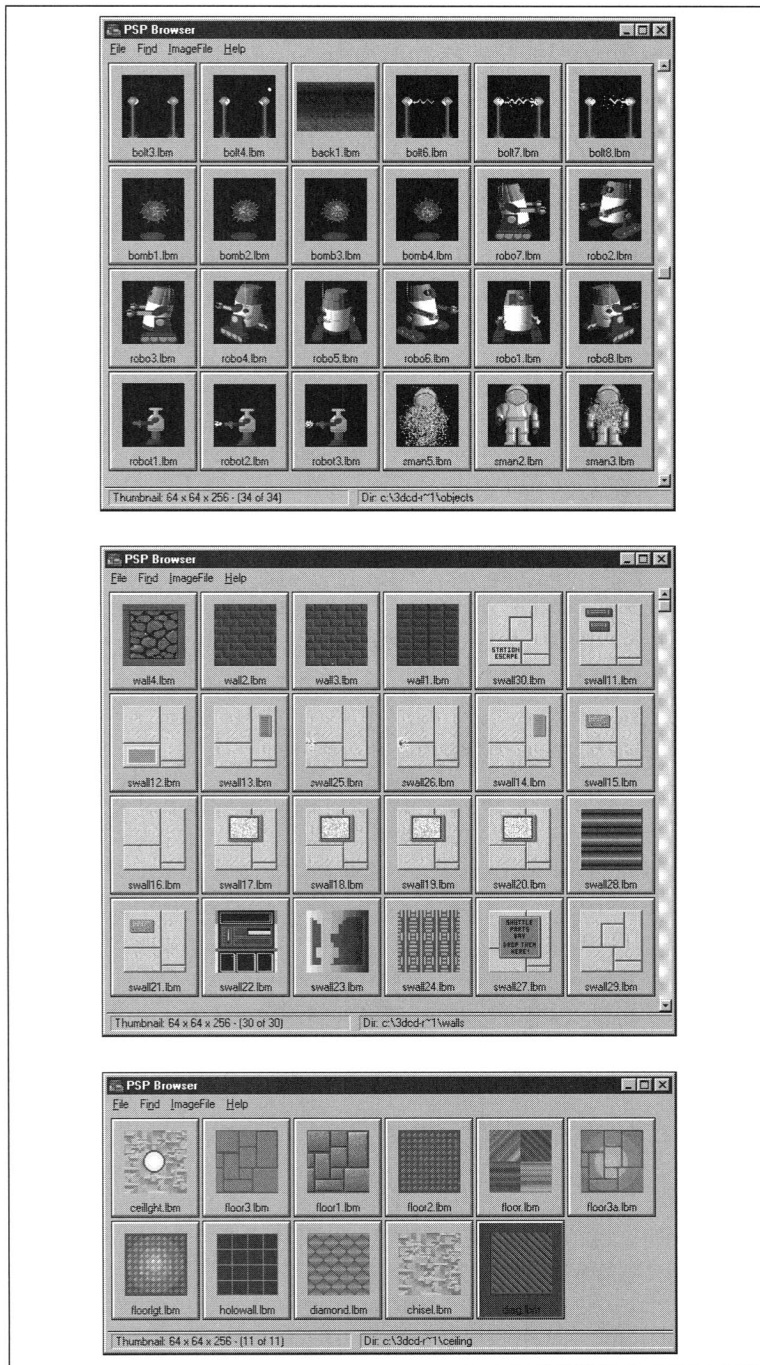 PSP Browser
File Find ImageFile Help
bolt3.lbm bolt4.lbm back1.lbm bolt6.lbm bolt7.lbm bolt8.lbm
bomb1.lbm bomb2.lbm bomb3.lbm bomb4.lbm robo7.lbm robo2.lbm
robo3.lbm robo4.lbm robo5.lbm robo6.lbm robo1.lbm robo8.lbm
robot1.lbm robot2.lbm robot3.lbm sman5.lbm sman2.lbm sman3.lbm
Thumbnail: 64 x 64 x 256 - (34 of 34) Dir: c:\3dcd-r~1\objects
PSP Browser
File Find ImageFile Help
STATION
ESCAPE
wall4.lbm wall2.lbm wall3.lbm wall1.lbm swall30.lbm swall11.lbm
swall12.lbm swall13.lbm swall25.lbm swall26.lbm swall14.lbm swall15.lbm
swall16.lbm swall17.lbm swall18.lbm swall19.lbm swall20.lbm swall28.lbm
SHUTTLE
PARTS
BAY
DROP THEM
HERE!
swall21.lbm swall22.lbm swall23.lbm swall24.lbm swall27.lbm swall29.lbm
Thumbnail: 64 x 64 x 256 - (30 of 30) Dir: c:\3dcd-r~1\walls
PSP Browser
File Find ImageFile Help
ceillght.lbm floor3.lbm floor1.lbm floor2.lbm floor.lbm floor3a.lbm
floorlgt.lbm holowall.lbm diamond.lbm chisel.lbm diag.lbm
Thumbnail: 64 x 64 x 256 - (11 of 11) Dir: c:\3dcd-r~1\ceiling